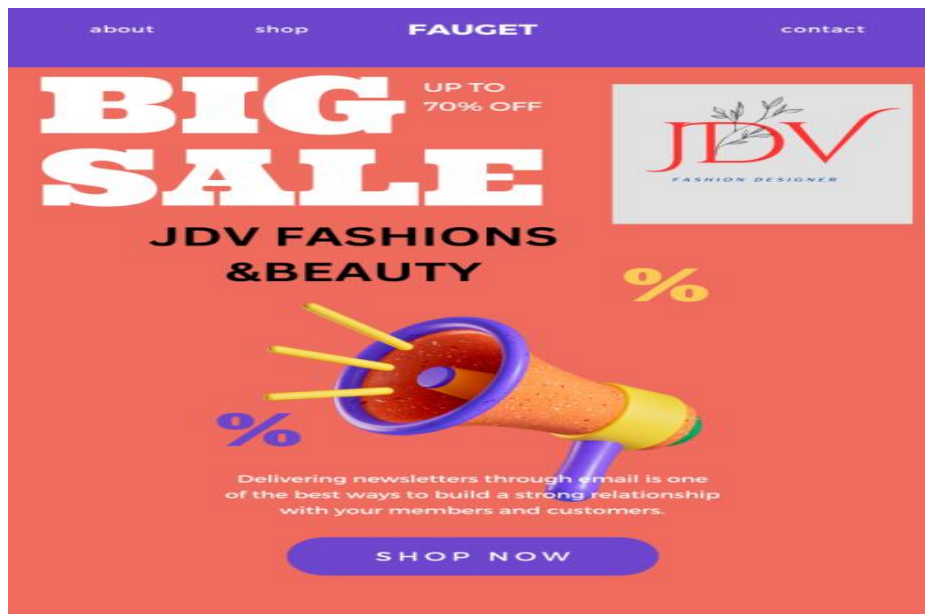 about shop FAUGET contact
BIG
SALE
UP TO
70% OFF
JDV
FASHION DESIGNER
JDV FASHIONS
&BEAUTY
%
%
Delivering newsletters through email is one
of the best ways to build a strong relationship
with your members and customers.
SHOP NOW